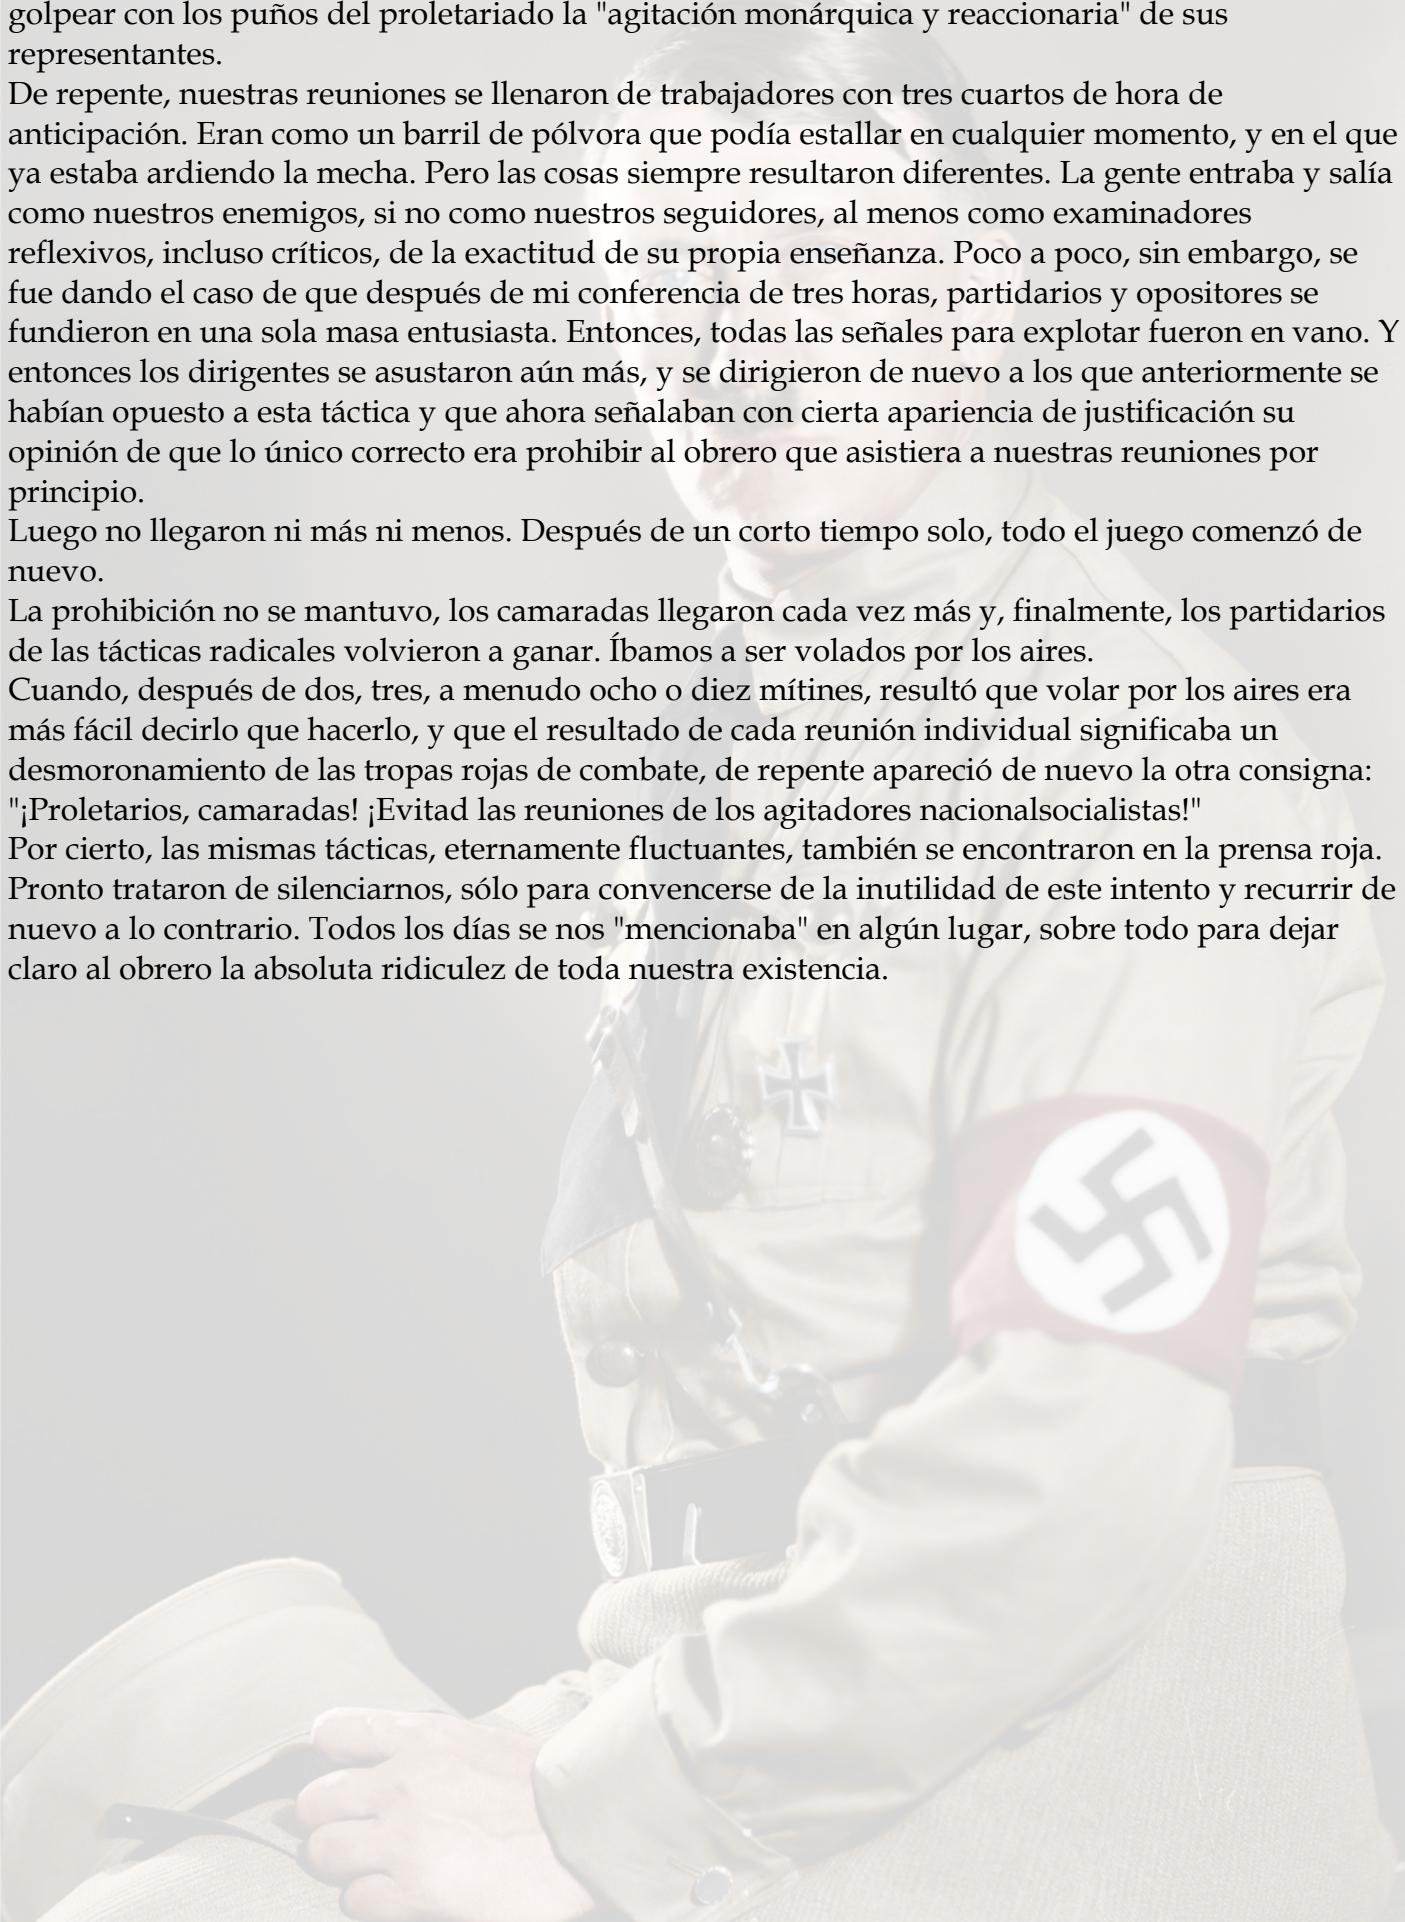 golpear con los puños del proletariado la "agitación monárquica y reaccionaria" de sus
representantes.
De repente, nuestras reuniones se llenaron de trabajadores con tres cuartos de hora de
anticipación. Eran como un barril de pólvora que podía estallar en cualquier momento, y en el que
ya estaba ardiendo la mecha. Pero las cosas siempre resultaron diferentes. La gente entraba y salía
como nuestros enemigos, si no como nuestros seguidores, al menos como examinadores
reflexivos, incluso críticos, de la exactitud de su propia enseñanza. Poco a poco, sin embargo, se
fue dando el caso de que después de mi conferencia de tres horas, partidarios y opositores se
fundieron en una sola masa entusiasta. Entonces, todas las señales para explotar fueron en vano. Y
entonces los dirigentes se asustaron aún más, y se dirigieron de nuevo a los que anteriormente se
habían opuesto a esta táctica y que ahora señalaban con cierta apariencia de justificación su
opinión de que lo único correcto era prohibir al obrero que asistiera a nuestras reuniones por
principio.
Luego no llegaron ni más ni menos. Después de un corto tiempo solo, todo el juego comenzó de
nuevo.
La prohibición no se mantuvo, los camaradas llegaron cada vez más y, finalmente, los partidarios
de las tácticas radicales volvieron a ganar. Íbamos a ser volados por los aires.
Cuando, después de dos, tres, a menudo ocho o diez mítines, resultó que volar por los aires era
más fácil decirlo que hacerlo, y que el resultado de cada reunión individual significaba un
desmoronamiento de las tropas rojas de combate, de repente apareció de nuevo la otra consigna:
"¡Proletarios, camaradas! ¡Evitad las reuniones de los agitadores nacionalsocialistas!"
Por cierto, las mismas tácticas, eternamente fluctuantes, también se encontraron en la prensa roja.
Pronto trataron de silenciarnos, sólo para convencerse de la inutilidad de este intento y recurrir de
nuevo a lo contrario. Todos los días se nos "mencionaba" en algún lugar, sobre todo para dejar
claro al obrero la absoluta ridiculez de toda nuestra existencia.